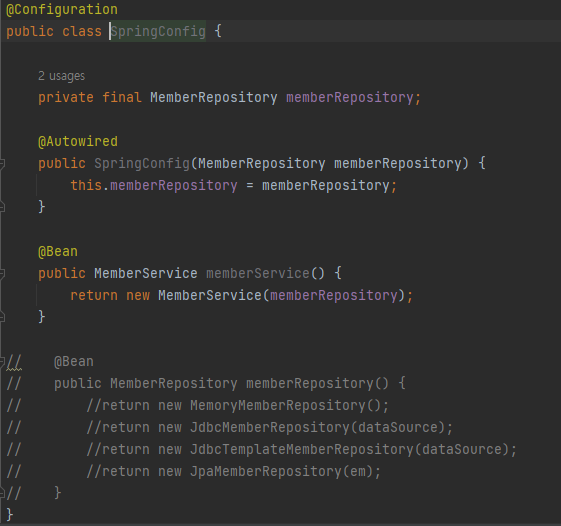 @Configuration
public class SpringConfig {
2 usages
private final MemberRepository memberRepository;
@Autowired
public SpringConfig(MemberRepository memberRepository) {
this.memberRepository = memberRepository;
}
@Bean
public MemberService memberService() {
return new MemberService(memberRepository);
}
//    @Bean
//    public MemberRepository memberRepository() {
//        //return new MemoryMemberRepository();
//        //return new JdbcMemberRepository(dataSource);
//        //return new JdbcTemplateMemberRepository(dataSource);
//        //return new JpaMemberRepository(em);
//    }
}